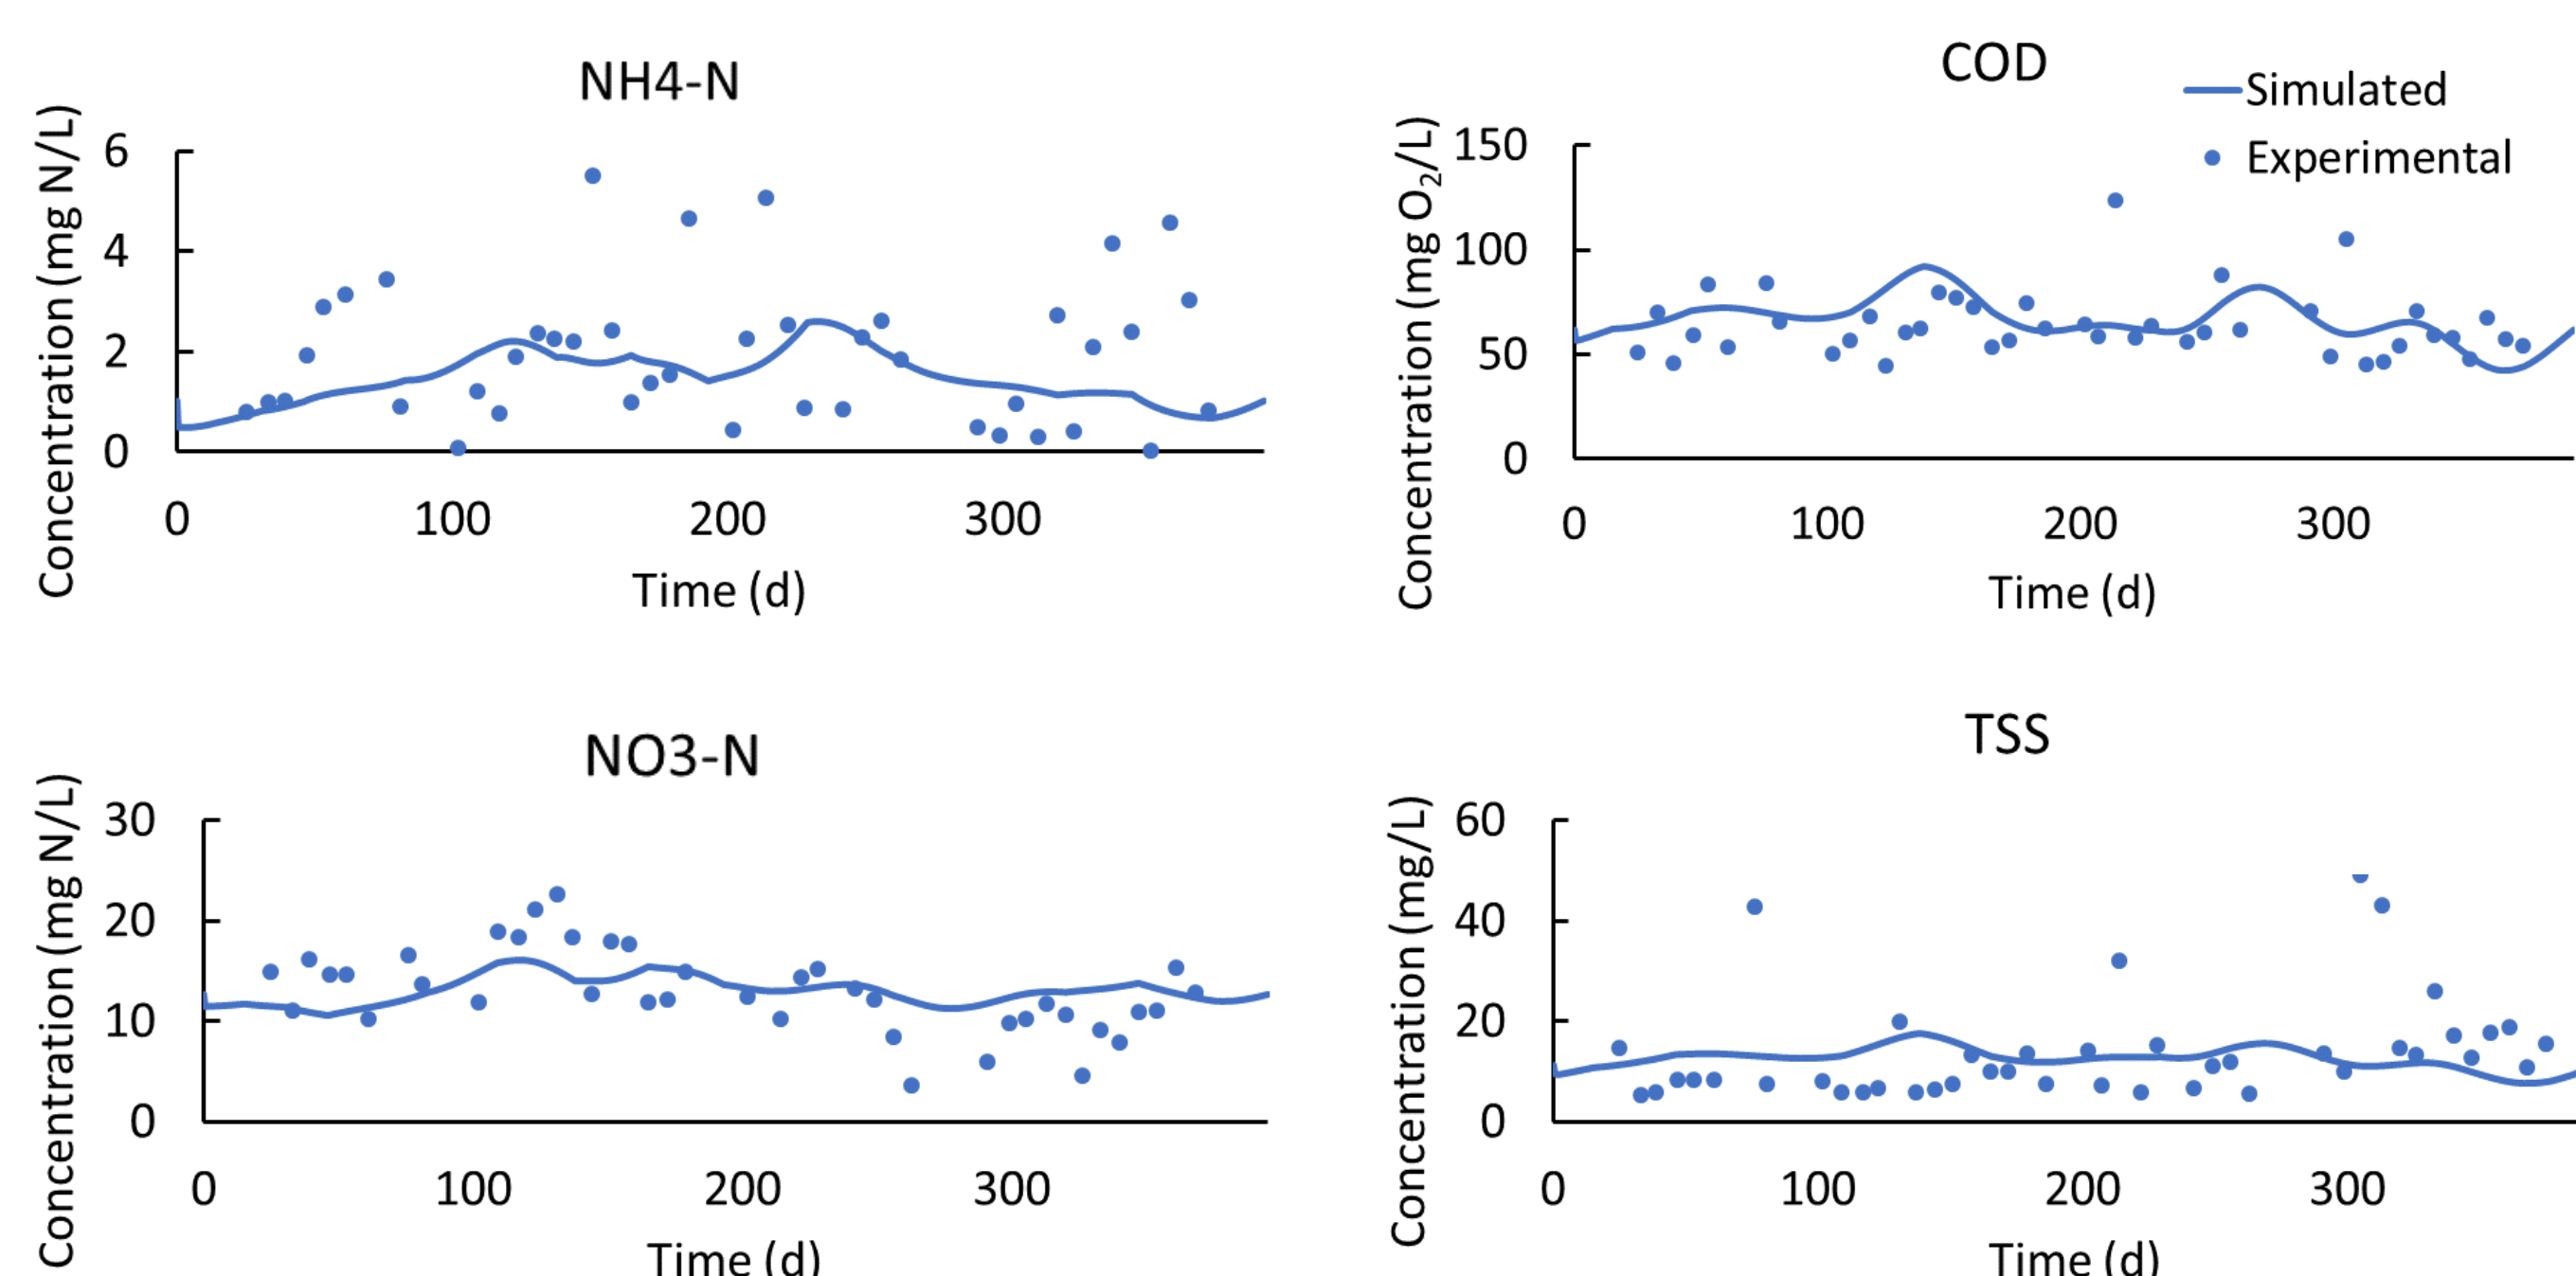 NH4-N
Concentration (mg N/L)
6
4
2
0
0 100 200 300
Time (d)
COD
Simulated
Experimental
Concentration (mg O₂/L)
150
100
50
0
0 100 200 300
Time (d)
NO3-N
Concentration (mg N/L)
30
20
10
0
0 100 200 300
Time (d)
TSS
Concentration (mg/L)
60
40
20
0
0 100 200 300
Time (d)